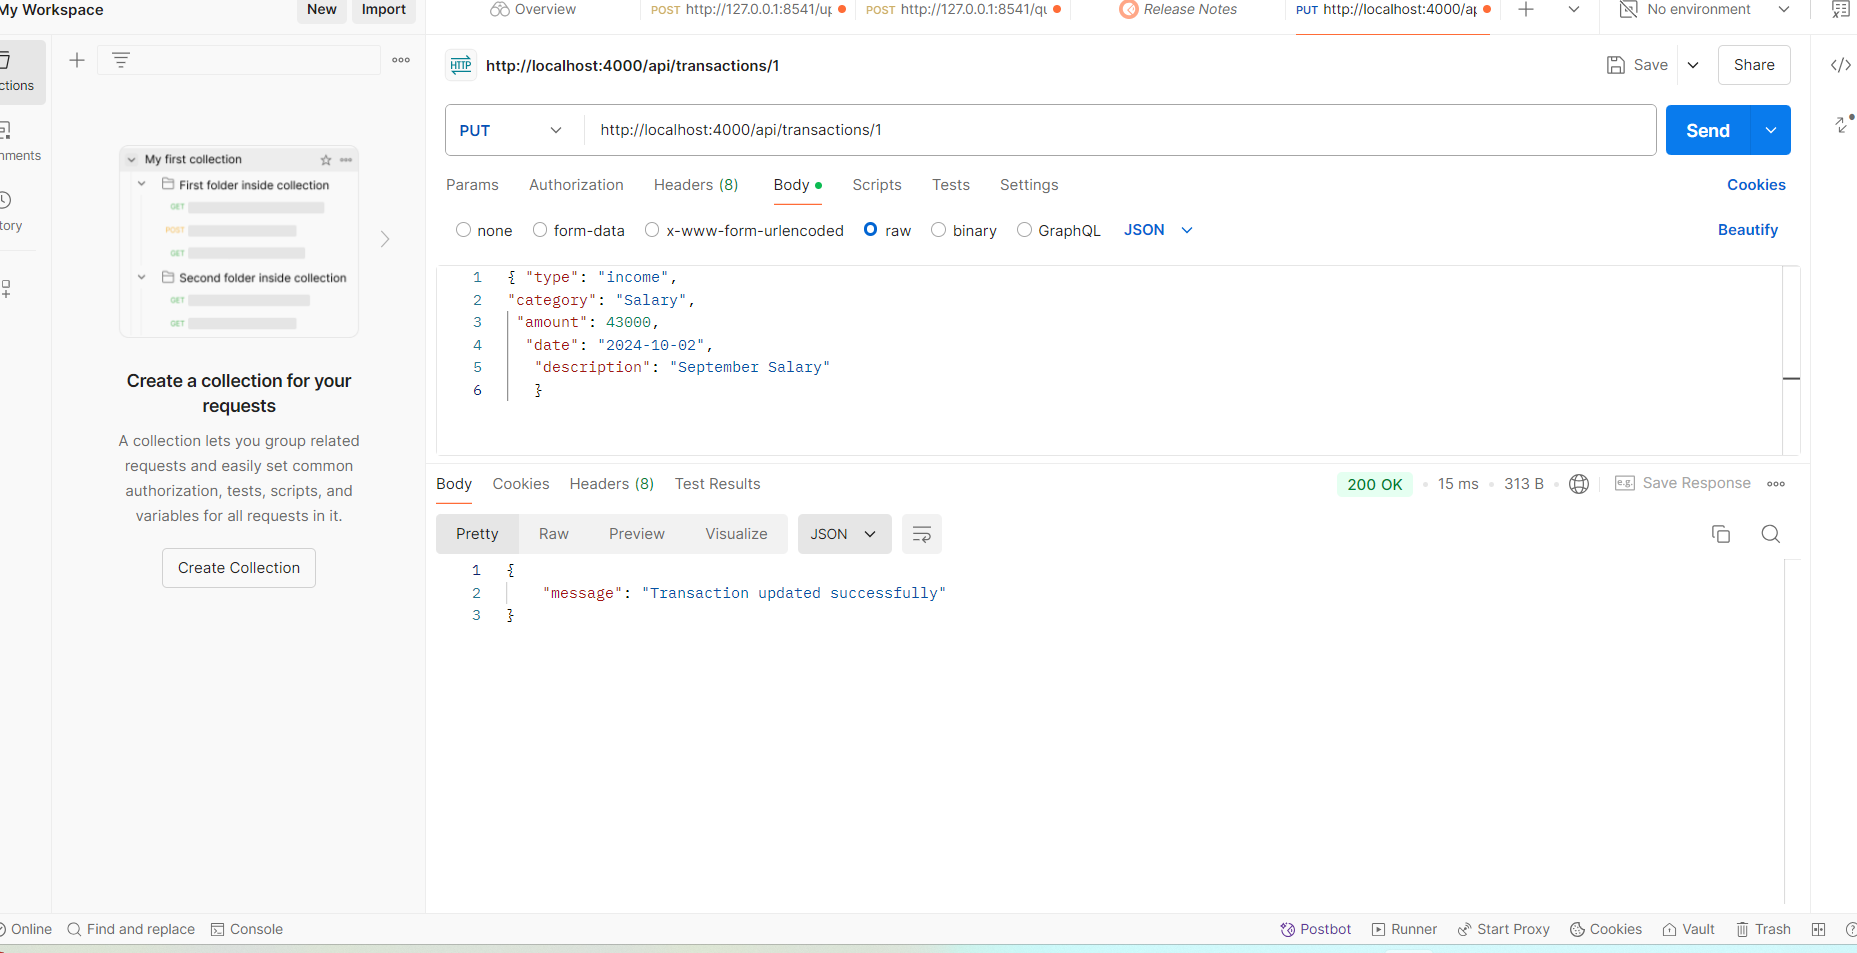 My Workspace
New
Import
Overview
POST http://127.0.0.1:8541/up
POST http://127.0.0.1:8541/qu
Release Notes
PUT http://localhost:4000/ap
No environment
ctions
nments
tory
My first collection
First folder inside collection
GET
POST
GET
Second folder inside collection
GET
GET
Create a collection for your
requests
A collection lets you group related
requests and easily set common
authorization, tests, scripts, and
variables for all requests in it.
Create Collection
HTTP http://localhost:4000/api/transactions/1
Save
Share
PUT
http://localhost:4000/api/transactions/1
Send
Params
Authorization
Headers (8)
Body
Scripts
Tests
Settings
Cookies
none
form-data
x-www-form-urlencoded
raw
binary
GraphQL
JSON
Beautify
1 { "type": "income",
2 "category": "Salary",
3 "amount": 43000,
4 "date": "2024-10-02",
5 "description": "September Salary"
6 }
Body
Cookies
Headers (8)
Test Results
200 OK
15 ms
313 B
e.g. Save Response
Pretty
Raw
Preview
Visualize
JSON
1 {
2 "message": "Transaction updated successfully"
3 }
Online
Find and replace
Console
Postbot
Runner
Start Proxy
Cookies
Vault
Trash